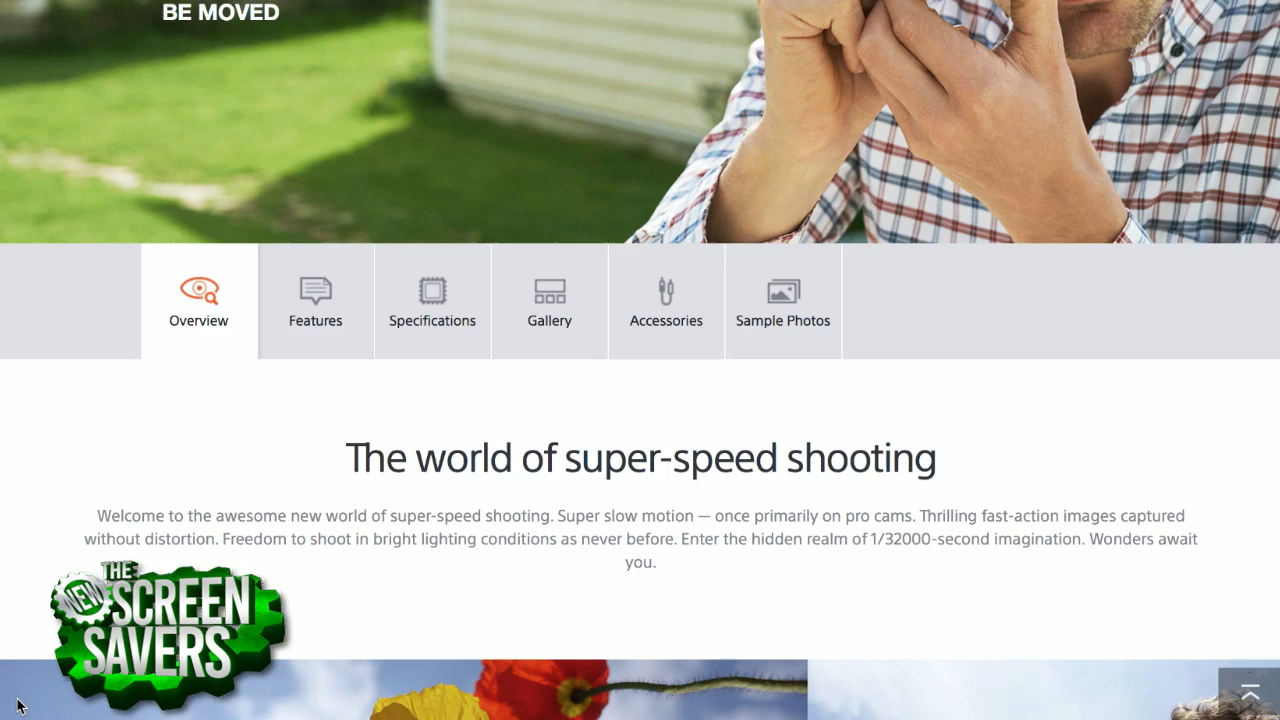 BE MOVED
Overview
Features
Specifications
Gallery
Accessories
Sample Photos
The world of super-speed shooting
Welcome to the awesome new world of super-speed shooting. Super slow motion — once primarily on pro cams. Thrilling fast-action images captured
without distortion. Freedom to shoot in bright lighting conditions as never before. Enter the hidden realm of 1/32000-second imagination. Wonders await
you.
THE
NEW
SCREEN
SAVERS